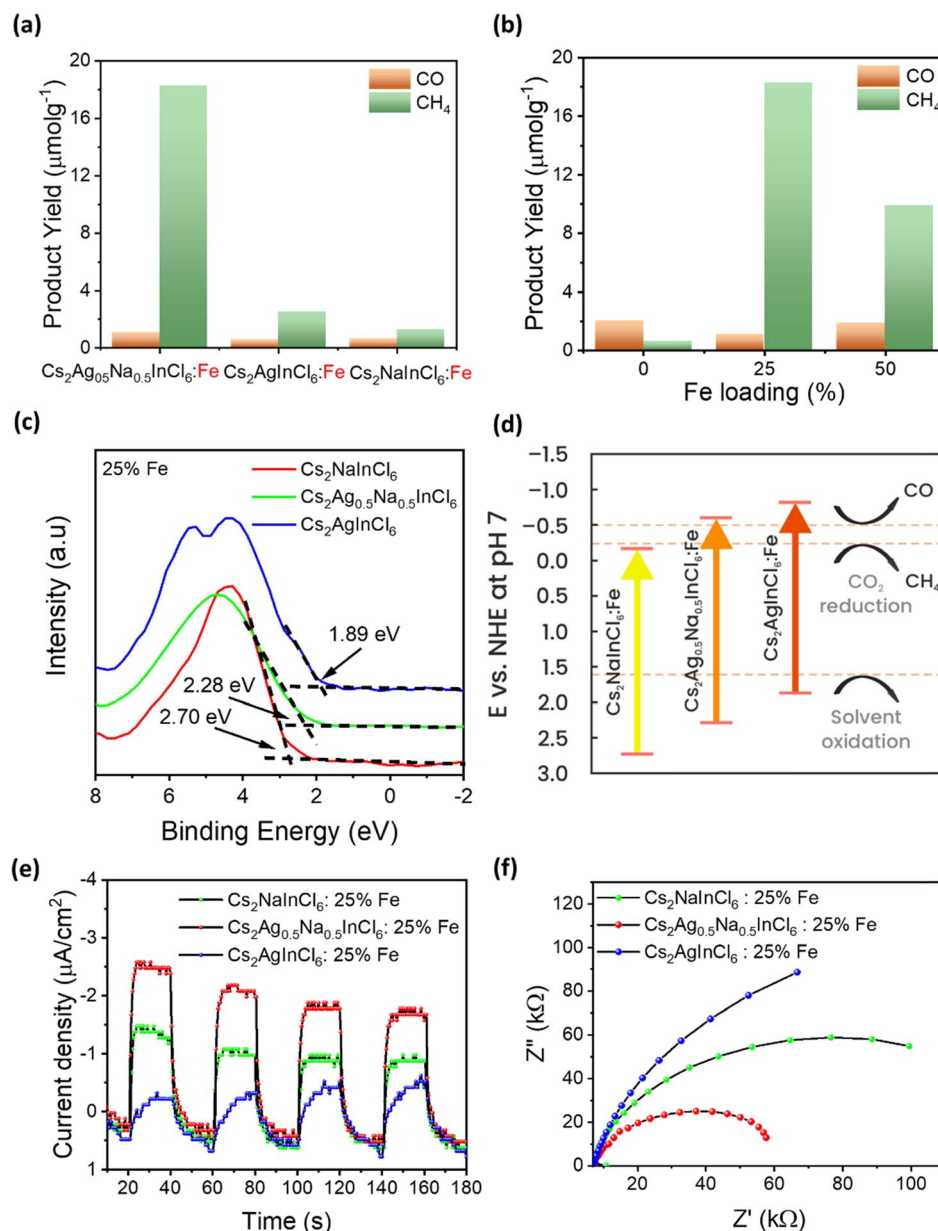 (a)
Product Yield (μmolg⁻¹)
20
16
12
8
4
0
CO
CH₄
Cs₂Ag₀₅Na₀.₅InCl₆:Fe Cs₂AgInCl₆:Fe Cs₂NaInCl₆:Fe
(b)
Product Yield (μmolg⁻¹)
20
16
12
8
4
0
CO
CH₄
0 25 50
Fe loading (%)
(c)
25% Fe
Cs₂NaInCl₆
Cs₂Ag₀.₅Na₀.₅InCl₆
Cs₂AgInCl₆
Intensity (a.u)
1.89 eV
2.28 eV
2.70 eV
8 6 4 2 0 -2
Binding Energy (eV)
(d)
E vs. NHE at pH 7
−1.5
−1.0
−0.5
0.0
0.5
1.0
1.5
2.0
2.5
3.0
Cs₂NaInCl₆:Fe
Cs₂Ag₀.₅Na₀.₅InCl₆:Fe
Cs₂AgInCl₆:Fe
CO
CO₂
reduction
CH₄
Solvent
oxidation
(e)
Current density (μA/cm²)
-4
-3
-2
-1
0
1
Cs₂NaInCl₆: 25% Fe
Cs₂Ag₀.₅Na₀.₅InCl₆: 25% Fe
Cs₂AgInCl₆: 25% Fe
20 40 60 80 100 120 140 160 180
Time (s)
(f)
Z" (kΩ)
120
100
80
60
40
20
0
Cs₂NaInCl₆: 25% Fe
Cs₂Ag₀.₅Na₀.₅InCl₆ : 25% Fe
Cs₂AgInCl₆ : 25% Fe
20 40 60 80 100
Z' (kΩ)